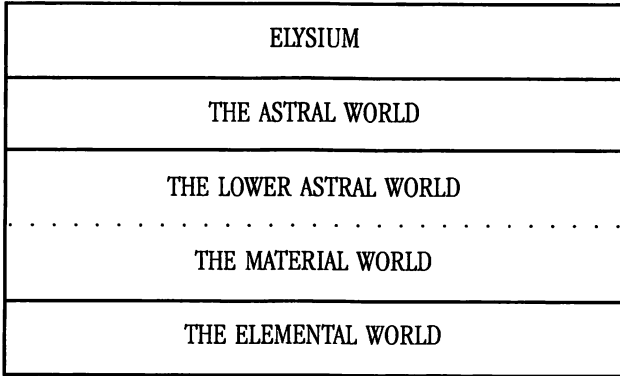 ELYSIUM
THE ASTRAL WORLD
THE LOWER ASTRAL WORLD
THE MATERIAL WORLD
THE ELEMENTAL WORLD